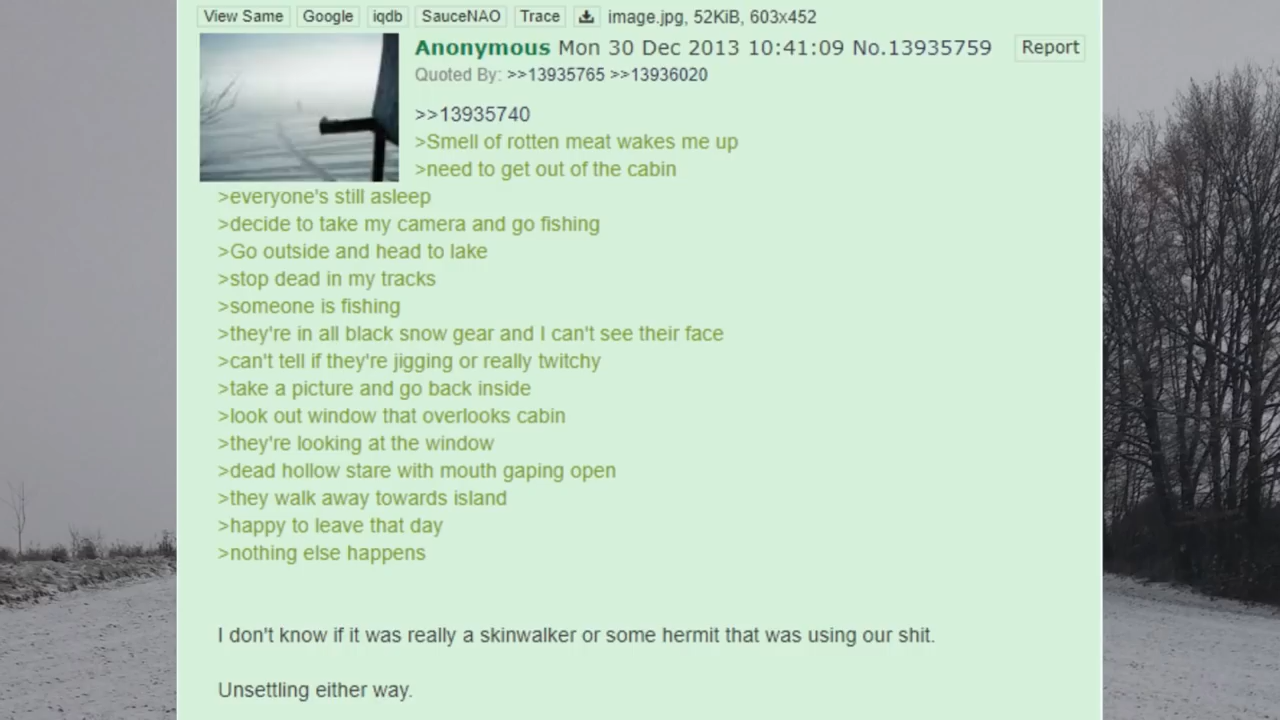 View Same Google iqdb SauceNAO Trace image.jpg, 52KiB, 603x452
Anonymous Mon 30 Dec 2013 10:41:09 No.13935759 Report
Quoted By: >>13935765 >>13936020
>>13935740
>Smell of rotten meat wakes me up
>need to get out of the cabin
>everyone's still asleep
>decide to take my camera and go fishing
>Go outside and head to lake
>stop dead in my tracks
>someone is fishing
>they're in all black snow gear and I can't see their face
>can't tell if they're jigging or really twitchy
>take a picture and go back inside
>look out window that overlooks cabin
>they're looking at the window
>dead hollow stare with mouth gaping open
>they walk away towards island
>happy to leave that day
>nothing else happens
I don't know if it was really a skinwalker or some hermit that was using our shit.
Unsettling either way.